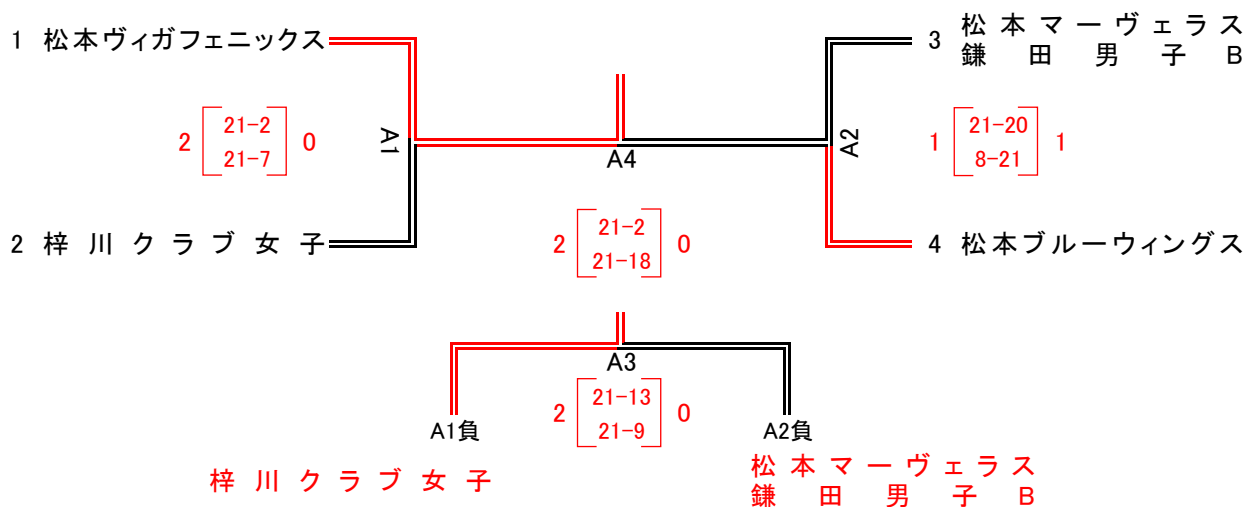 1 松本ヴィガフェニックス
3 松本マーヴェラス
鎌田男子B
2 21-2 0
21-7
A1
A4
A2
1 21-20 1
8-21
2 梓川クラブ女子
2 21-2 0
21-18
4 松本ブルーウィングス
A3
2 21-13 0
21-9
A1負
A2負
梓川クラブ女子
松本マーヴェラス
鎌田男子B